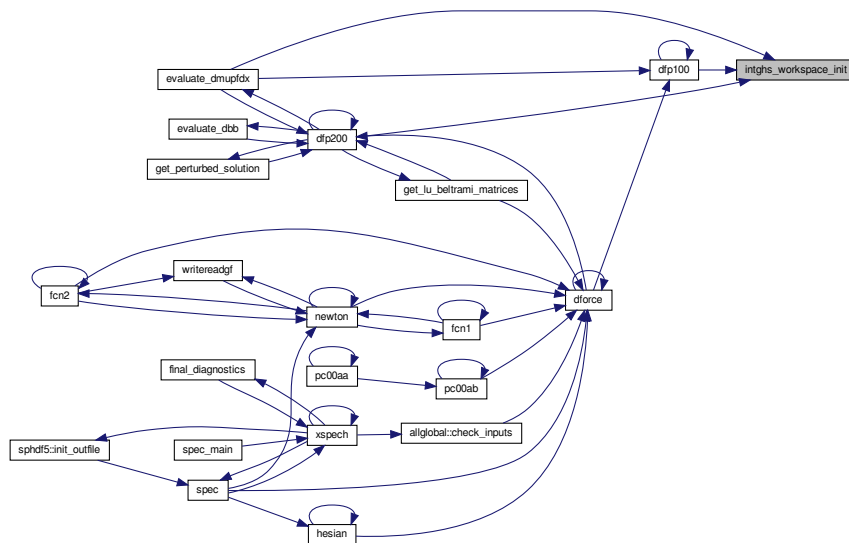 evaluate_dmupfdx
dfp100
intghs_workspace_init
evaluate_dbb
dfp200
get_perturbed_solution
get_lu_beltrami_matrices
writereadgf
fcn2
dforce
newton
fcn1
final_diagnostics
pc00aa
pc00ab
xspech
allglobal::check_inputs
sphdf5::init_outfile
spec_main
spec
hesian